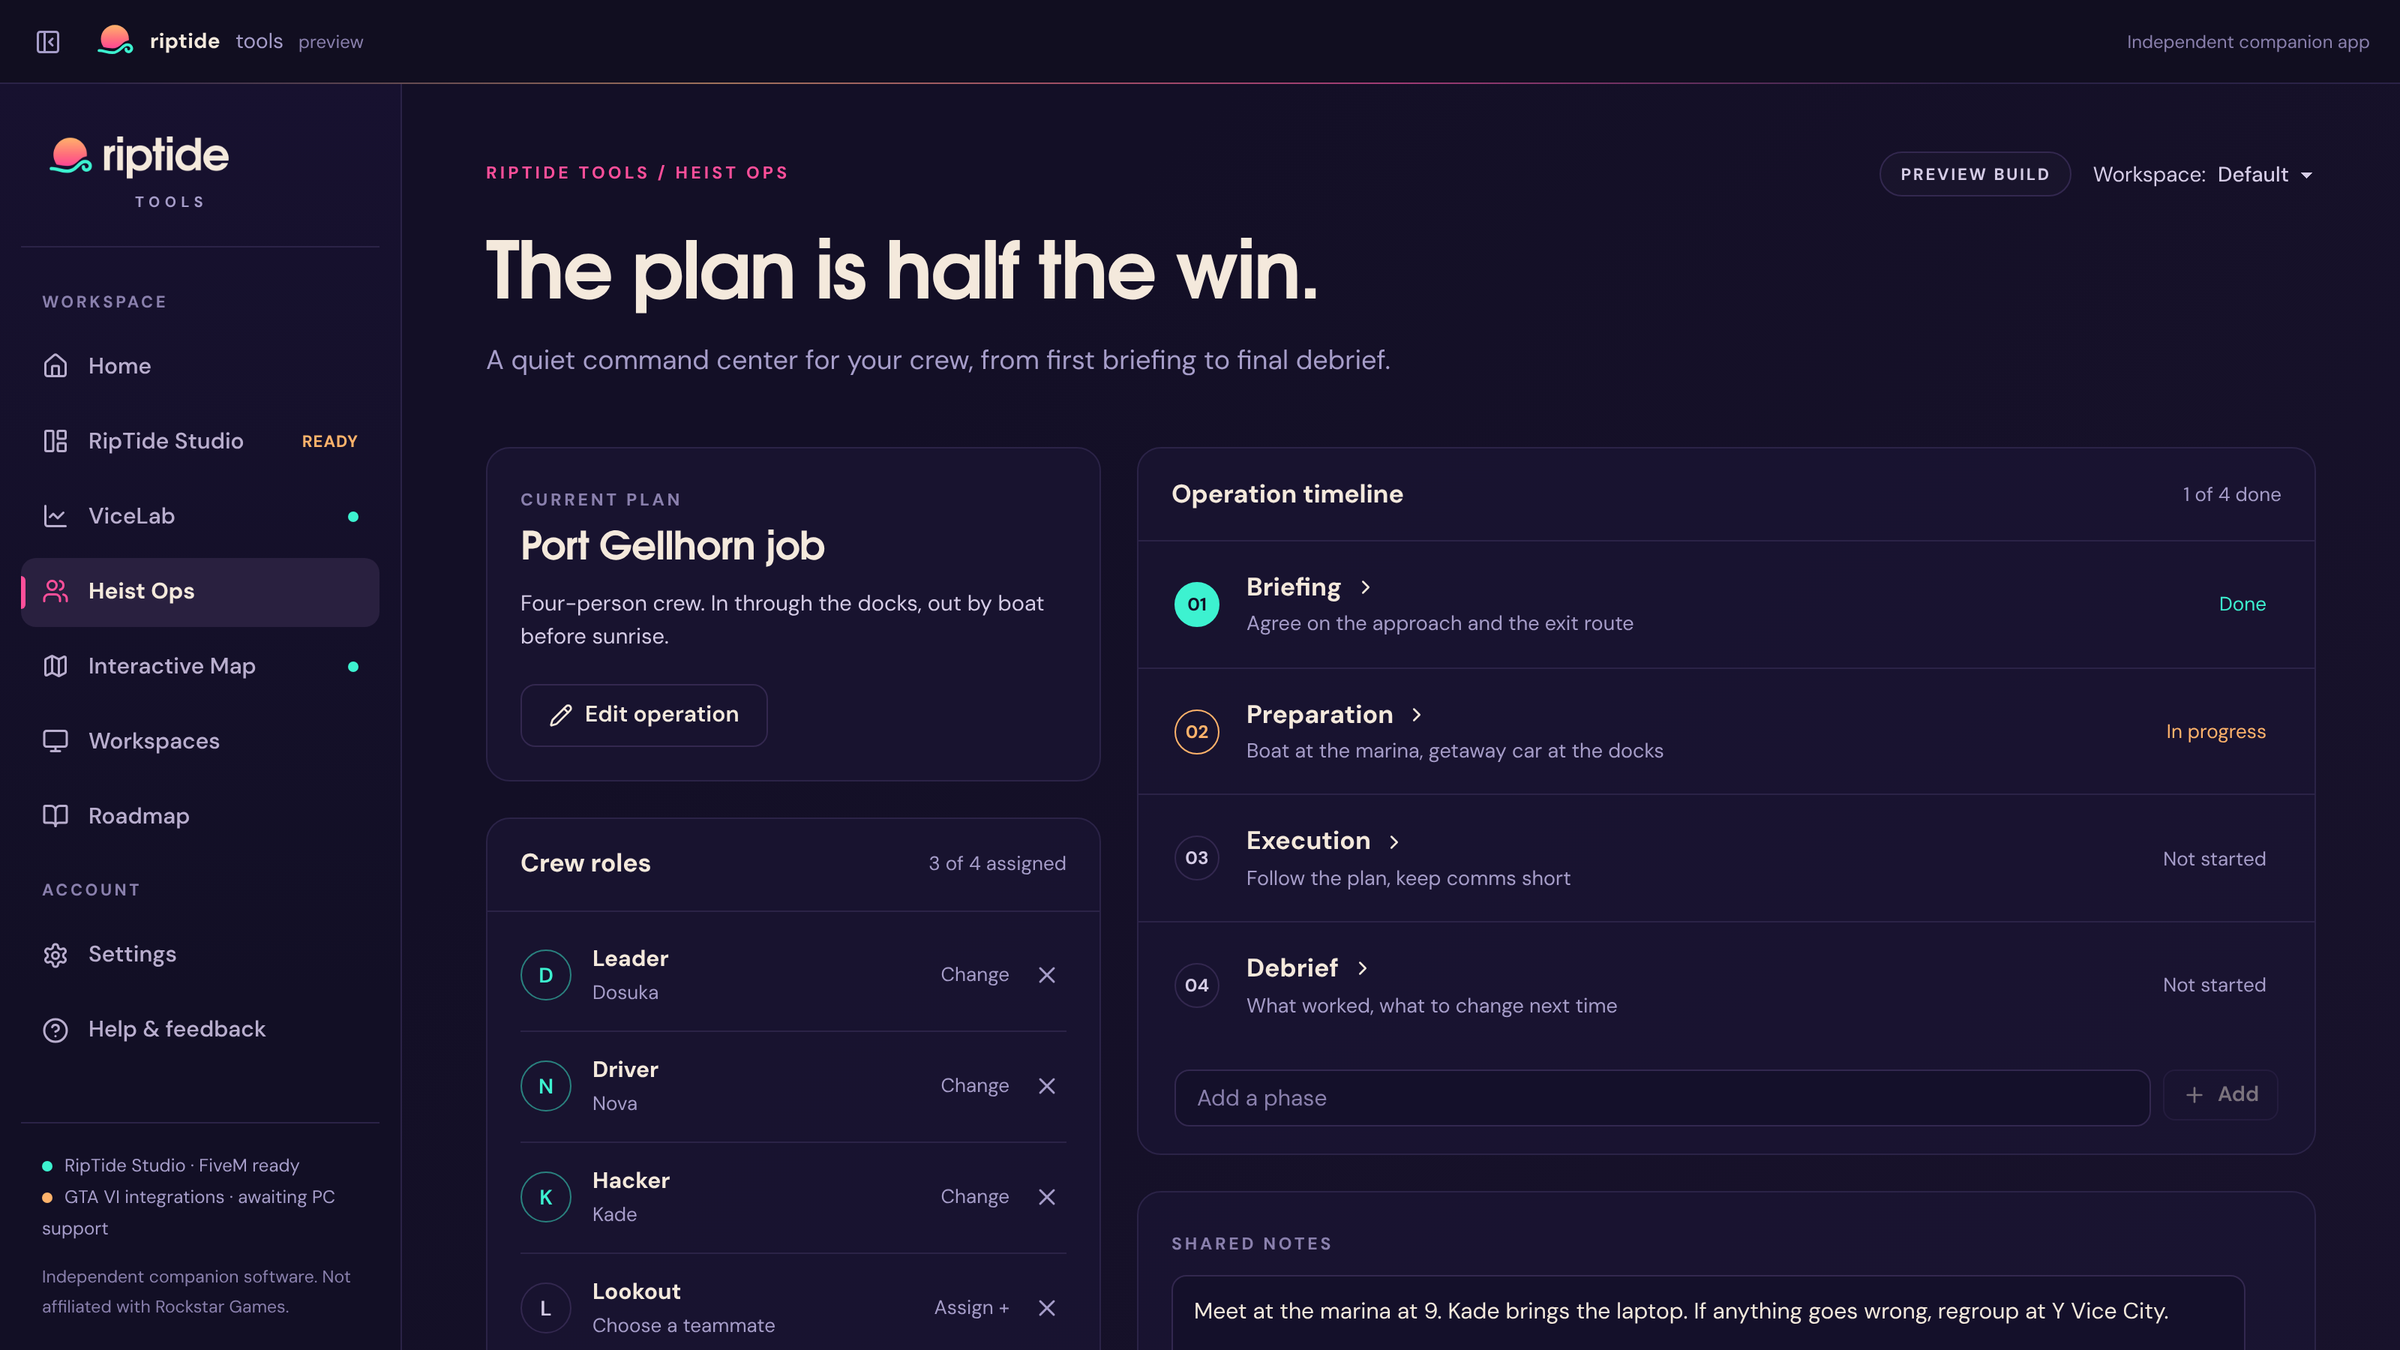 riptide tools preview
Independent companion app
riptide
TOOLS
WORKSPACE
Home
RipTide Studio READY
ViceLab
Heist Ops
Interactive Map
Workspaces
Roadmap
ACCOUNT
Settings
Help & feedback
RipTide Studio · FiveM ready
GTA VI integrations · awaiting PC
support
Independent companion software. Not
affiliated with Rockstar Games.
RIPTIDE TOOLS / HEIST OPS
PREVIEW BUILD
Workspace: Default
The plan is half the win.
A quiet command center for your crew, from first briefing to final debrief.
CURRENT PLAN
Port Gellhorn job
Four-person crew. In through the docks, out by boat
before sunrise.
Edit operation
Crew roles
3 of 4 assigned
D
Leader
Dosuka
Change
N
Driver
Nova
Change
K
Hacker
Kade
Change
L
Lookout
Choose a teammate
Assign +
Operation timeline
1 of 4 done
01
Briefing
Agree on the approach and the exit route
Done
02
Preparation
Boat at the marina, getaway car at the docks
In progress
03
Execution
Follow the plan, keep comms short
Not started
04
Debrief
What worked, what to change next time
Not started
Add a phase
+ Add
SHARED NOTES
Meet at the marina at 9. Kade brings the laptop. If anything goes wrong, regroup at Y Vice City.